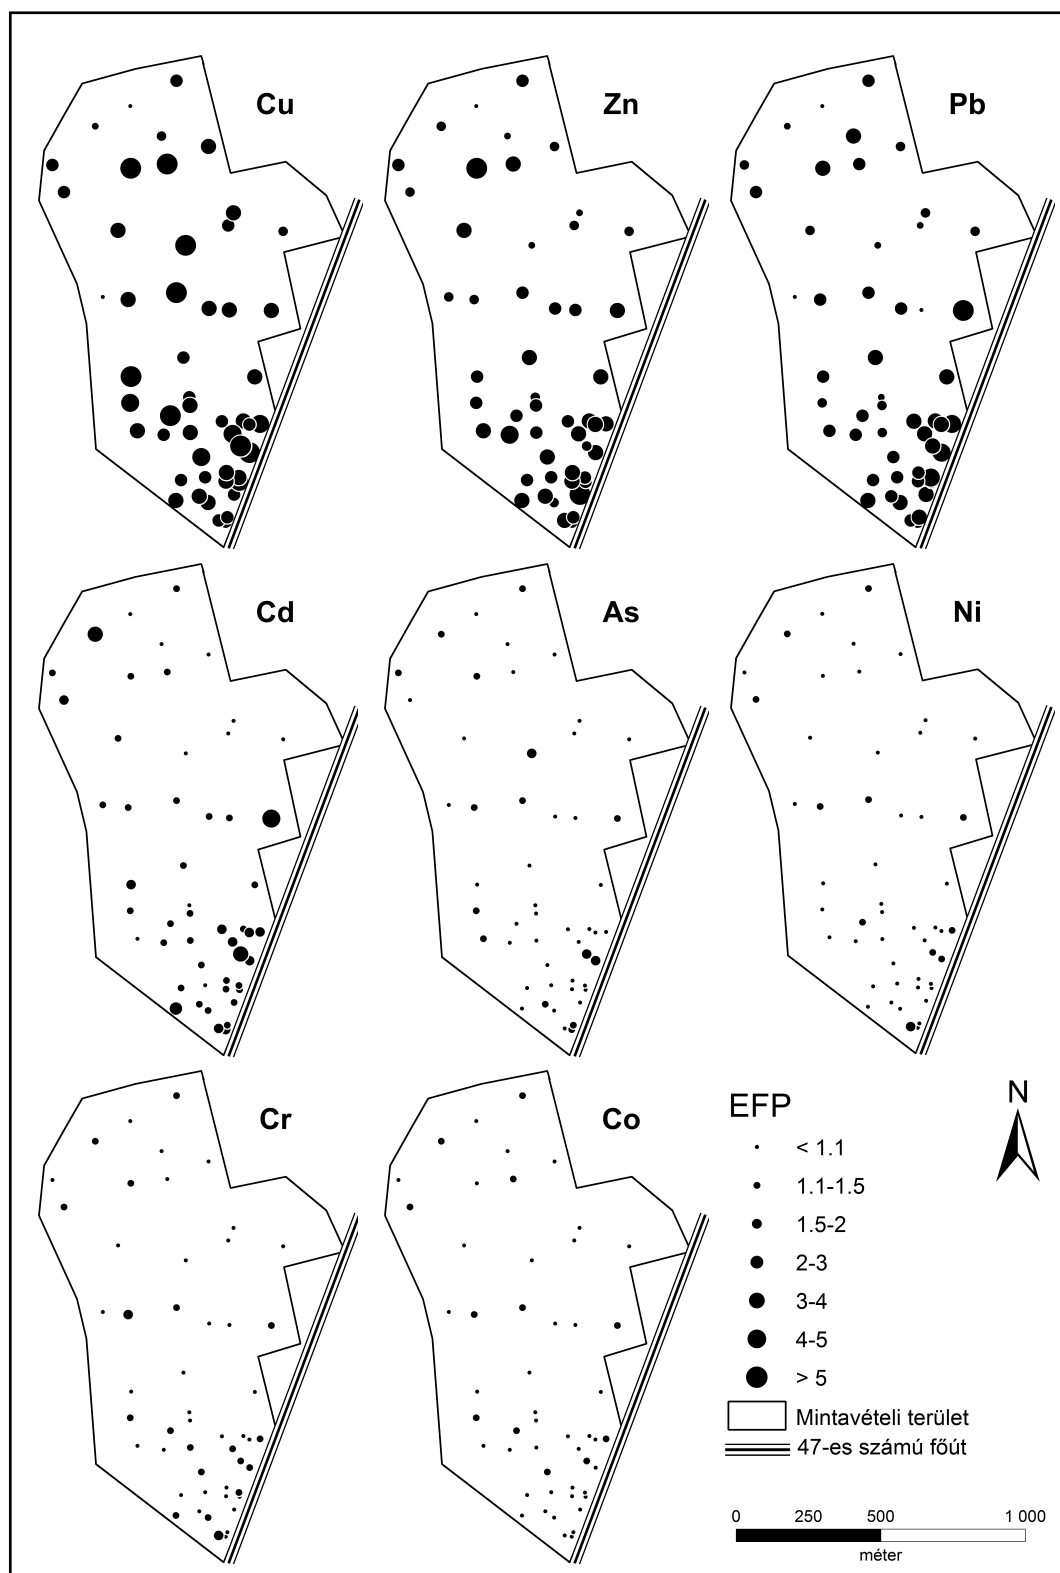 Cu
Zn
Pb
Cd
As
Ni
Cr
Co
N
EFP
< 1.1
1.1-1.5
1.5-2
2-3
3-4
4-5
> 5
Mintavételi terület
47-es számú főút
0 250 500 1 000
méter